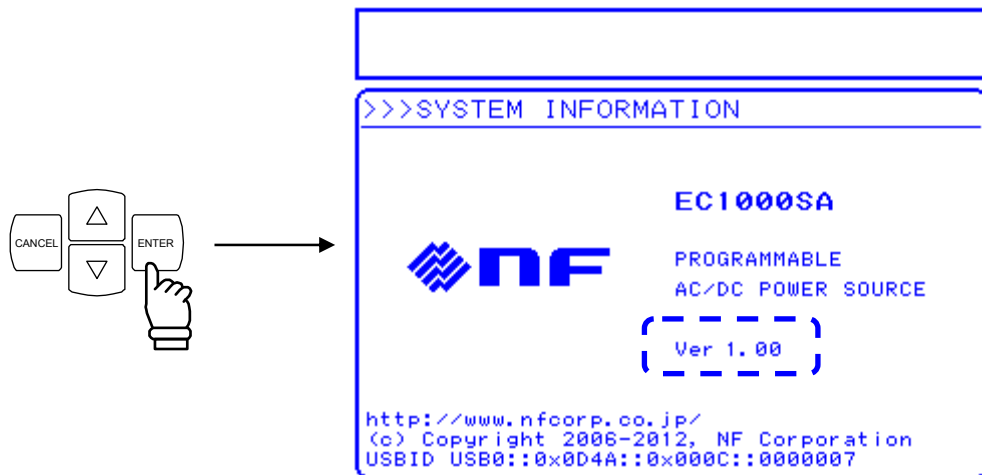 >>>SYSTEM INFORMATION
EC1000SA
CANCEL
ENTER
nF
PROGRAMMABLE
AC/DC POWER SOURCE
Ver 1.00
http://www.nfcorp.co.jp/
(c) Copyright 2006-2012, NF Corporation
USBID USB0::0x0D4A::0x000C::0000007